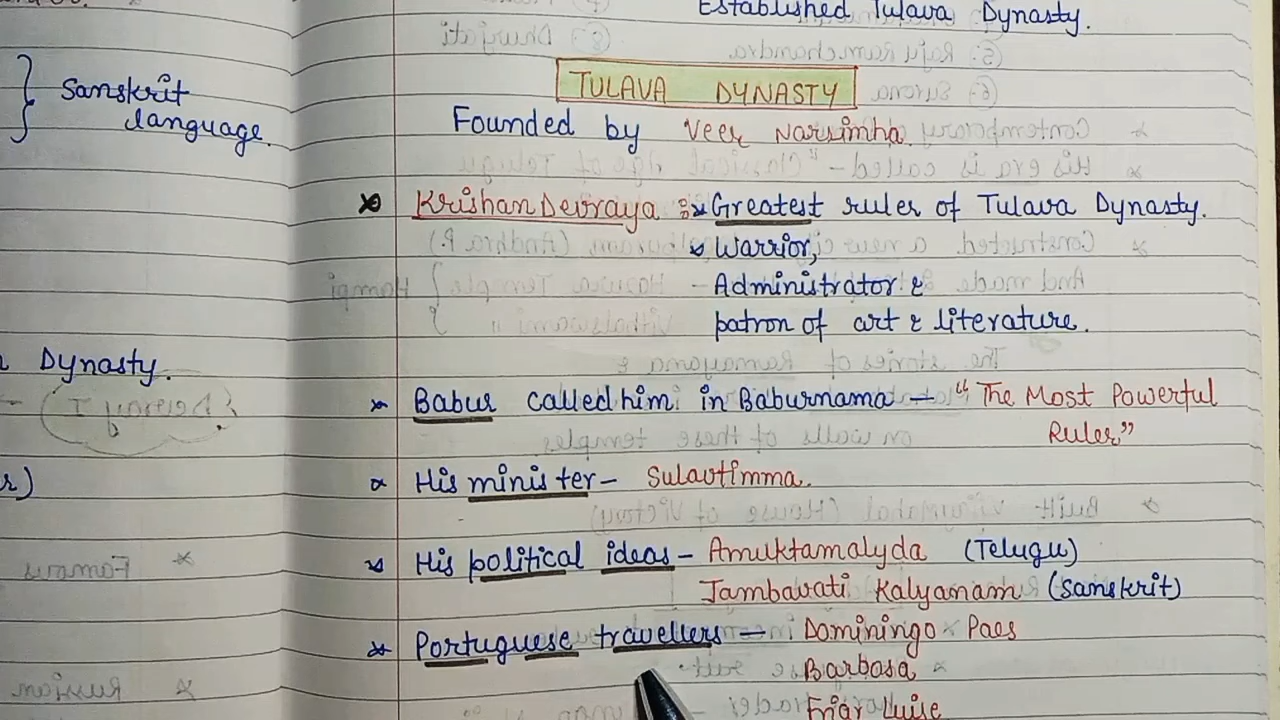 Established Tulava Dynasty.
Sanskrit
language.
TULAVA DYNASTY
Founded by Veer Narsimha.
Krishan Devraya :- Greatest ruler of Tulava Dynasty.
Warrior,
Administrator &
patron of art & literature.
Dynasty.
Babur called him in Baburnama - "The Most Powerful
Ruler"
His minister - Sulavtimma.
His political ideas - Amuktamalyda (Telugu)
Jambavati Kalyanam (Sanskrit)
Portuguese travellers - Dominingo Paes
Barbosa
Friar Luise